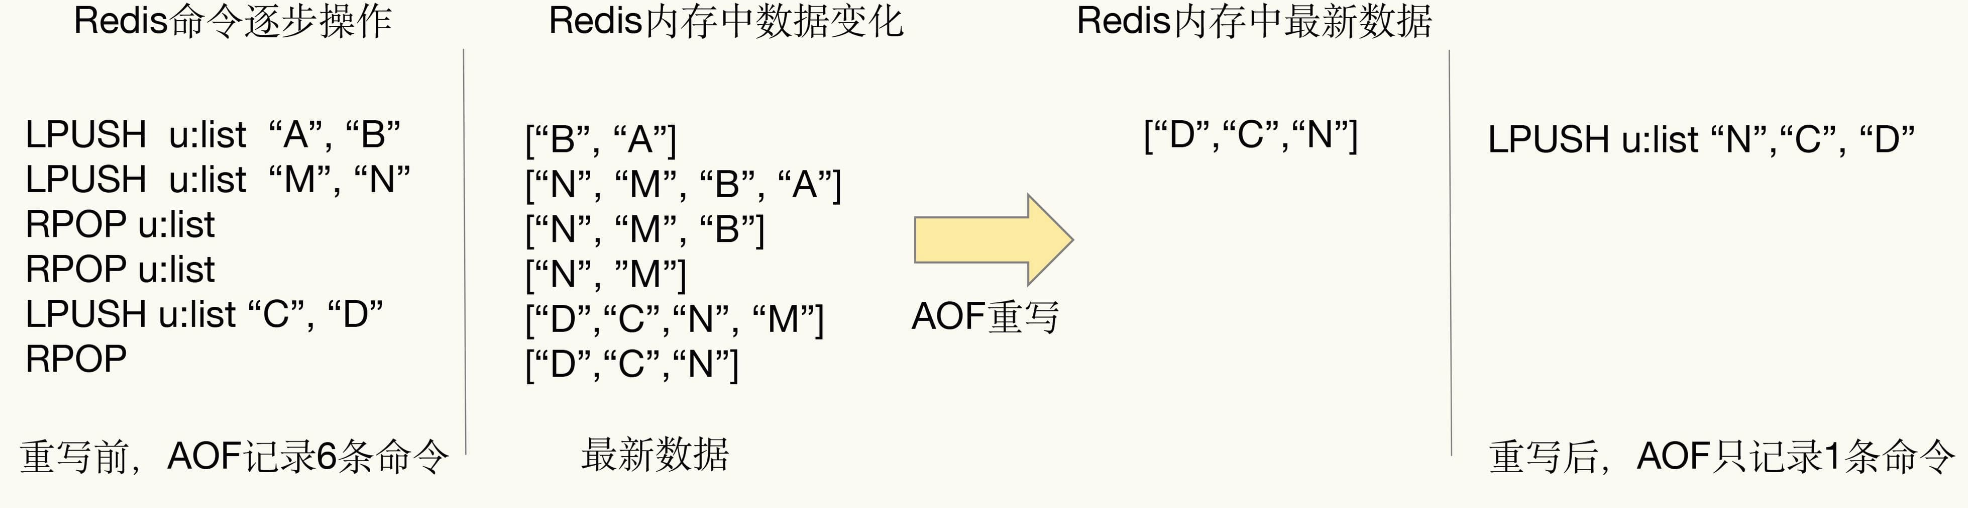 Redis命令逐步操作
LPUSH  u:list  “A”, “B”
LPUSH  u:list  “M”, “N”
RPOP u:list
RPOP u:list
LPUSH u:list “C”, “D”
RPOP
重写前，AOF记录6条命令
Redis内存中数据变化
[“B”, “A”]
[“N”, “M”, “B”, “A”]
[“N”, “M”, “B”]
[“N”, ”M”]
[“D”,“C”,“N”, “M”]
[“D”,“C”,“N”]
最新数据
AOF重写
Redis内存中最新数据
[“D”,“C”,“N”]
LPUSH u:list “N”,“C”, “D”
重写后，AOF只记录1条命令